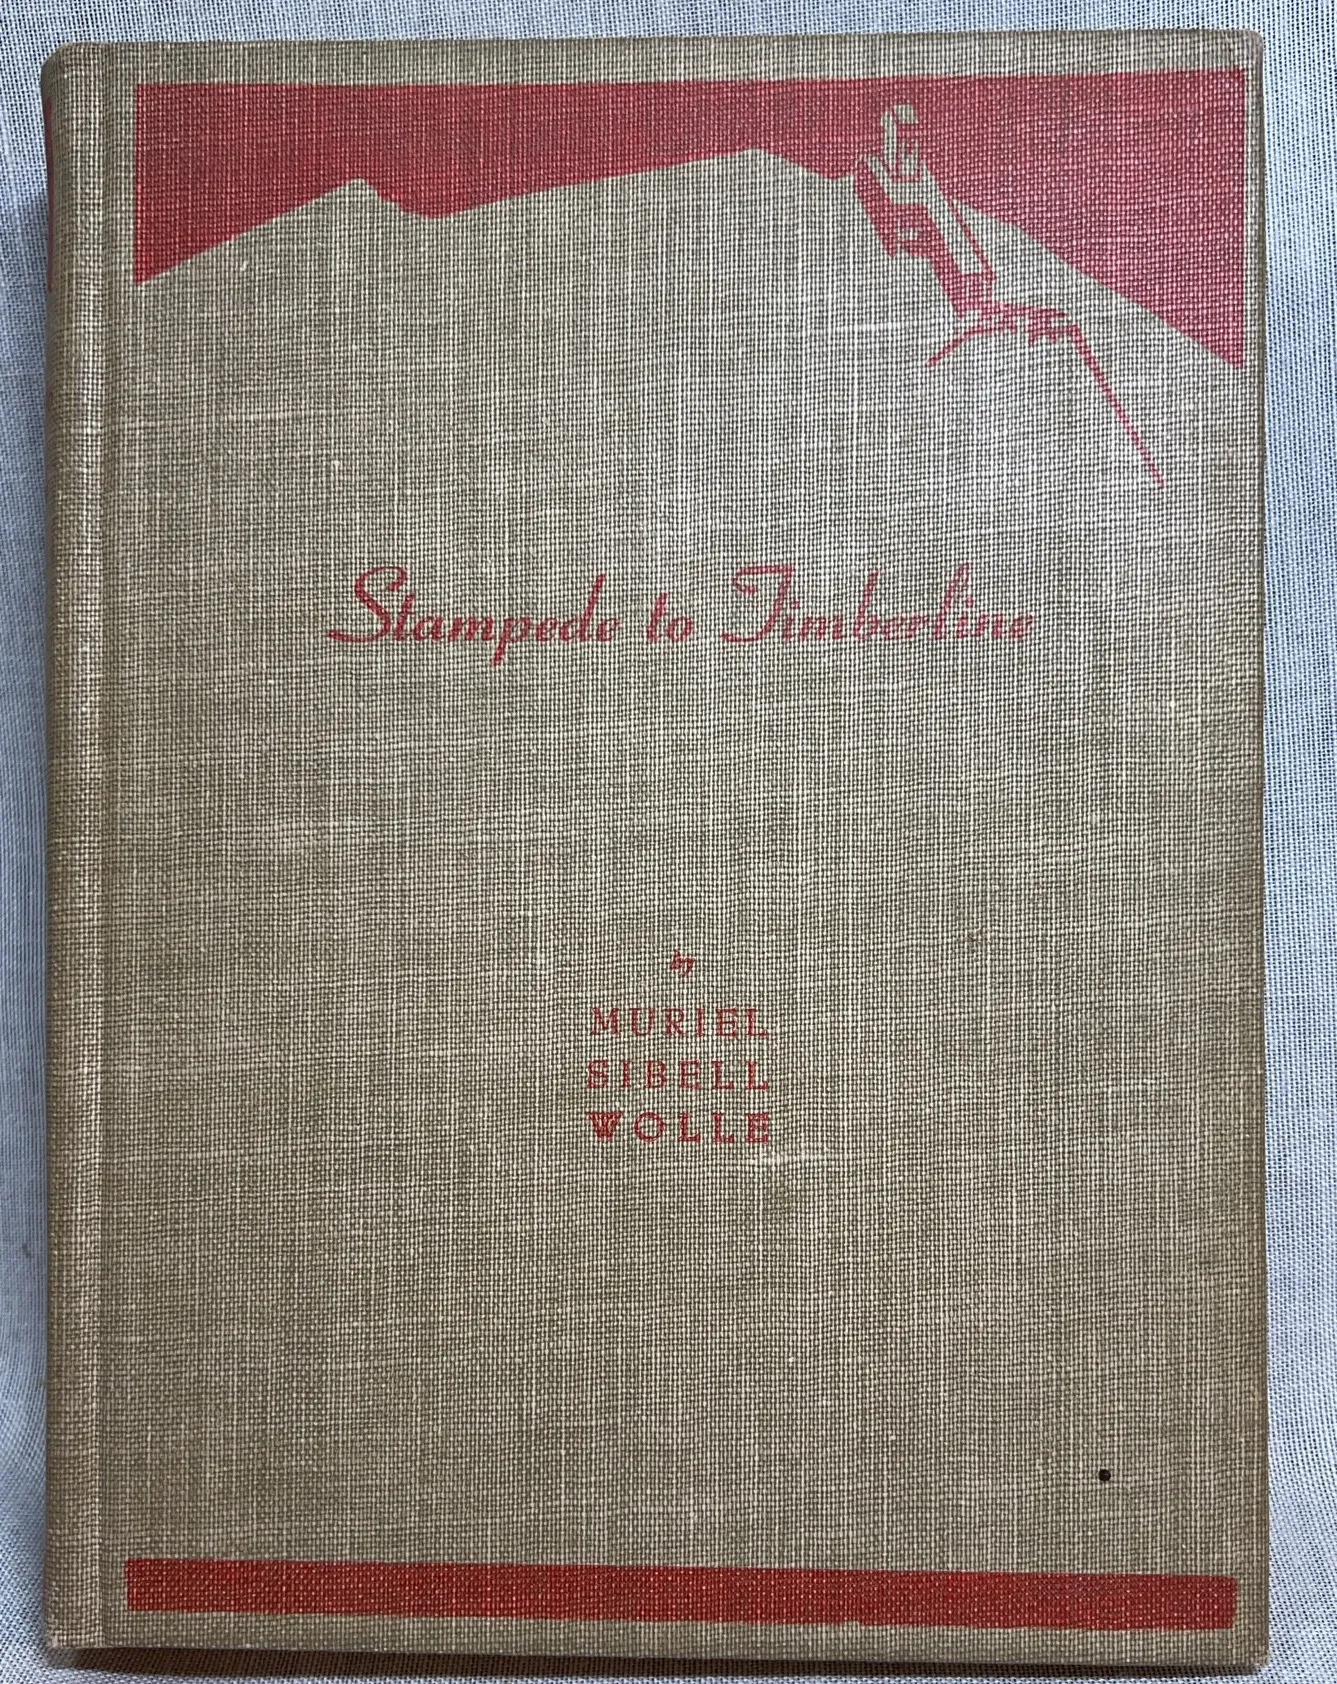 Stampede to Timberline
by
MURIEL
SIBELL
WOLLE